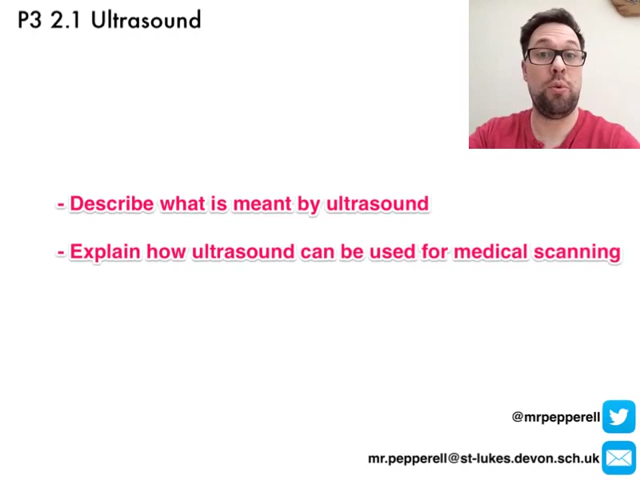 P3 2.1 Ultrasound
- Describe what is meant by ultrasound
- Explain how ultrasound can be used for medical scanning
@mrpepperell
mr.pepperell@st-lukes.devon.sch.uk